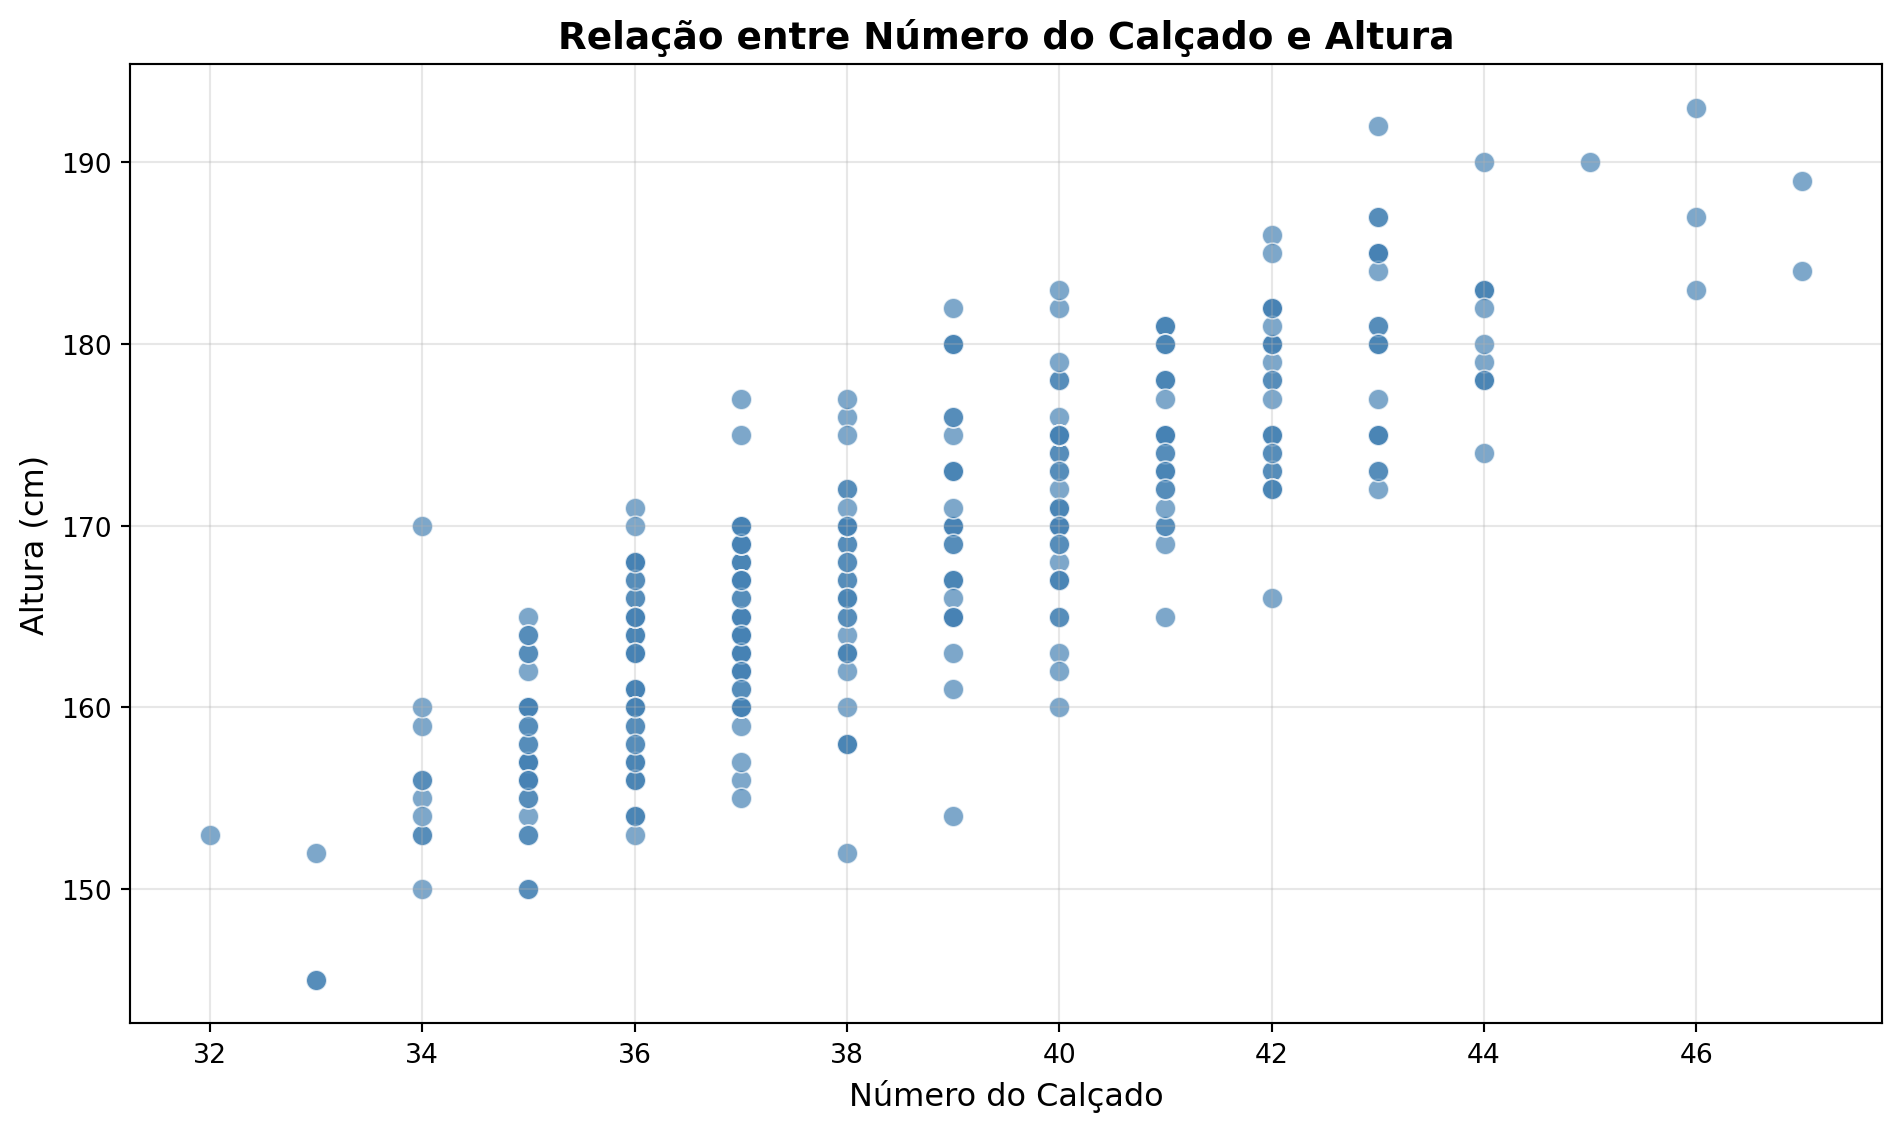 Relação entre Número do Calçado e Altura
Altura (cm)
190
180
170
160
150
32 34 36 38 40 42 44 46
Número do Calçado